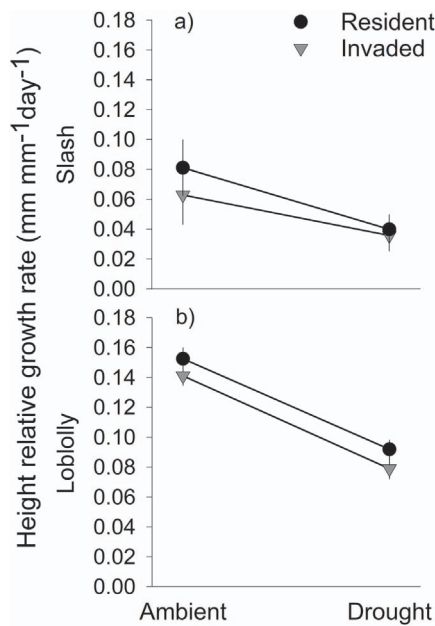 a)
Resident
Invaded
0.18
0.16
0.14
0.12
0.10
0.08
0.06
0.04
0.02
0.00
Slash
Height relative growth rate (mm mm-1day-1)
b)
0.18
0.16
0.14
0.12
0.10
0.08
0.06
0.04
0.02
0.00
Loblolly
Ambient Drought